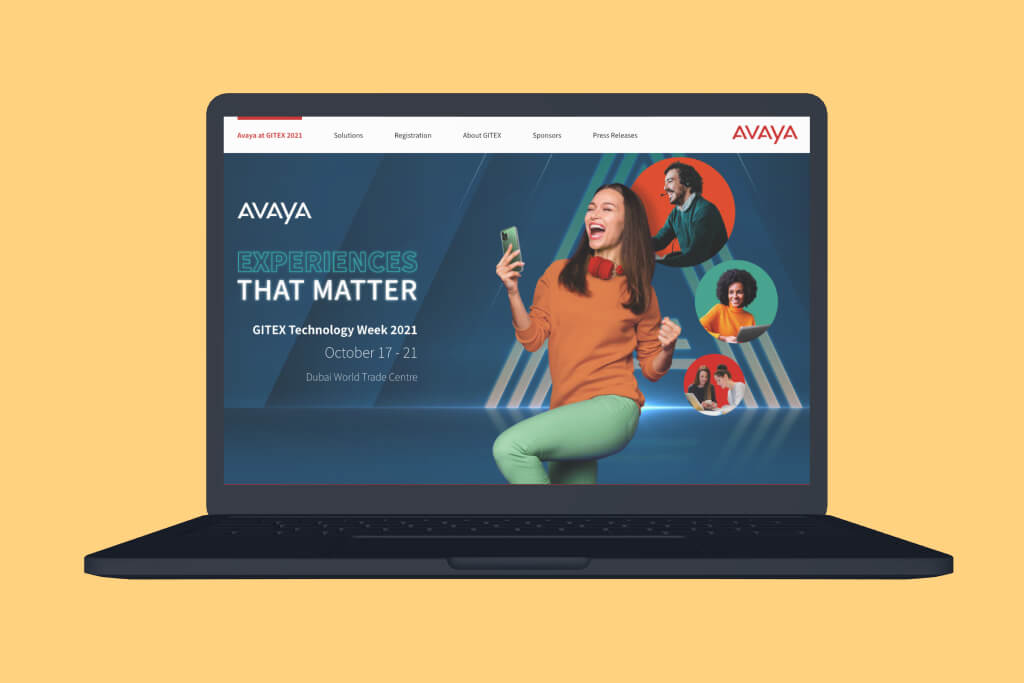 Avaya at GITEX 2021 Solutions Registration About GITEX Sponsors Press Releases AVAYA
AVAYA
EXPERIENCES
THAT MATTER
GITEX Technology Week 2021
October 17 - 21
Dubai World Trade Centre